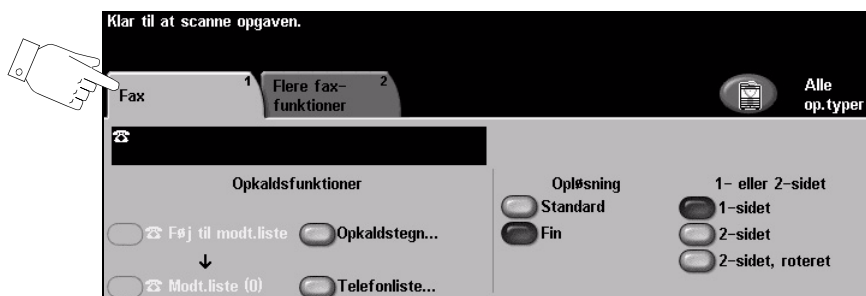 Klar til at scanne opgaven.
Fax 1
Flere fax- 2
funktioner
Alle
op.typer
Opkaldsfunktioner
Føj til modt.liste
Opkaldstegn...
Modt.liste (0)
Telefonliste...
Opløsning
Standard
Fin
1- eller 2-sidet
1-sidet
2-sidet
2-sidet, roteret